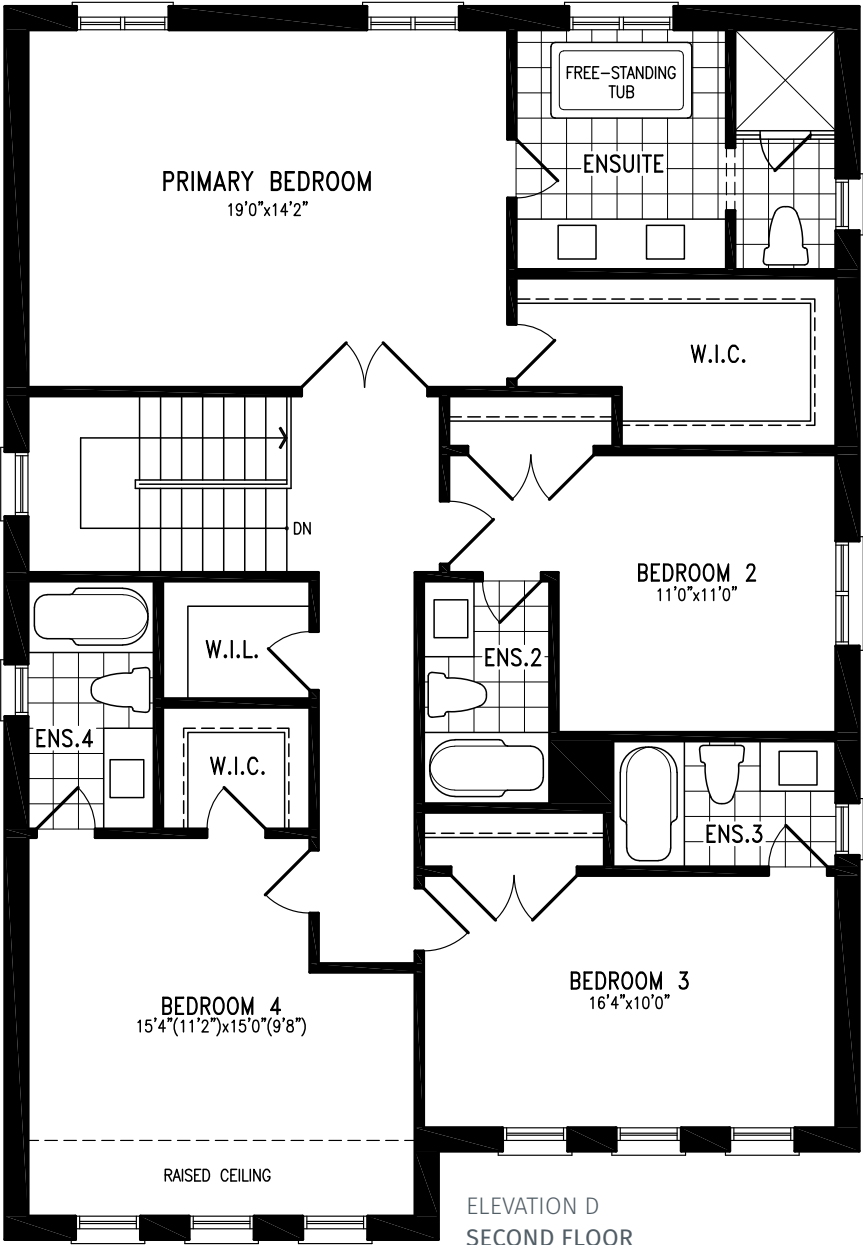 FREE-STANDING
TUB
PRIMARY BEDROOM
19'0"x14'2"
ENSUITE
W.I.C.
DN
BEDROOM 2
11'0"x11'0"
W.I.L.
ENS.2
ENS.4
W.I.C.
ENS.3
BEDROOM 3
16'4"x10'0"
BEDROOM 4
15'4"(11'2")x15'0"(9'8")
RAISED CEILING
ELEVATION D
SECOND FLOOR